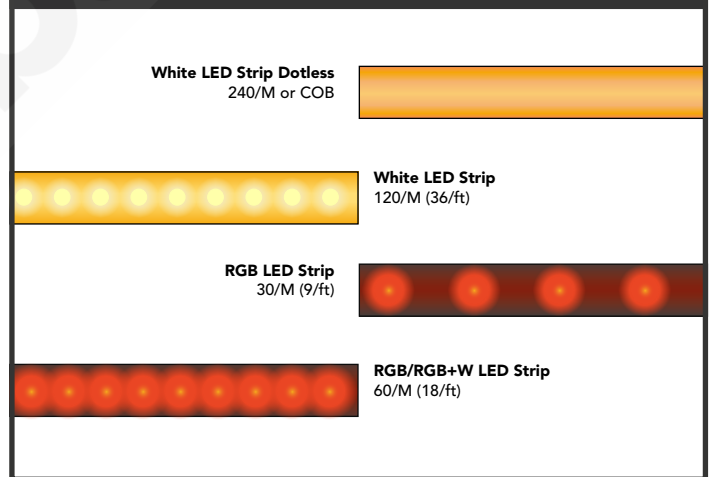 White LED Strip Dotless
240/M or COB
White LED Strip
120/M (36/ft)
RGB LED Strip
30/M (9/ft)
RGB/RGB+W LED Strip
60/M (18/ft)